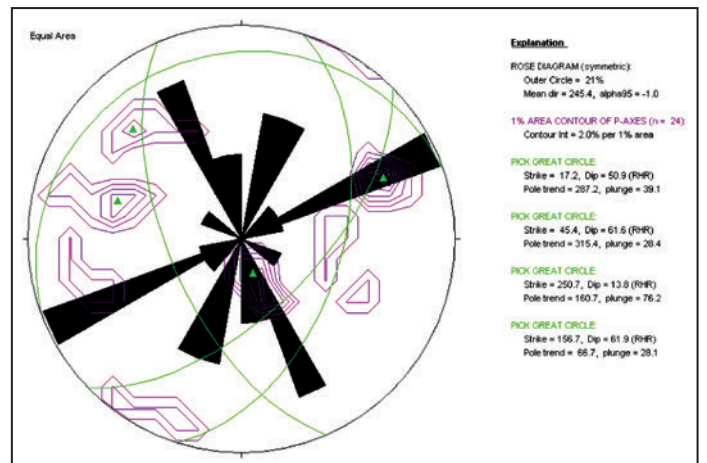 Equal Area
Explanation
ROSE DIAGRAM (symmetric):
Outer Circle = 21%
Mean dir = 245.4, alpha95 = -1.0
1% AREA CONTOUR OF P-AXES (n = 24):
Contour Int = 2.0% per 1% area
PICK GREAT CIRCLE:
Strike = 17.2, Dip = 50.9 (RHR)
Pole trend = 287.2, plunge = 39.1
PICK GREAT CIRCLE:
Strike = 45.4, Dip = 61.6 (RHR)
Pole trend = 315.4, plunge = 28.4
PICK GREAT CIRCLE:
Strike = 250.7, Dip = 13.8 (RHR)
Pole trend = 160.7, plunge = 76.2
PICK GREAT CIRCLE:
Strike = 156.7, Dip = 61.9 (RHR)
Pole trend = 66.7, plunge = 28.1